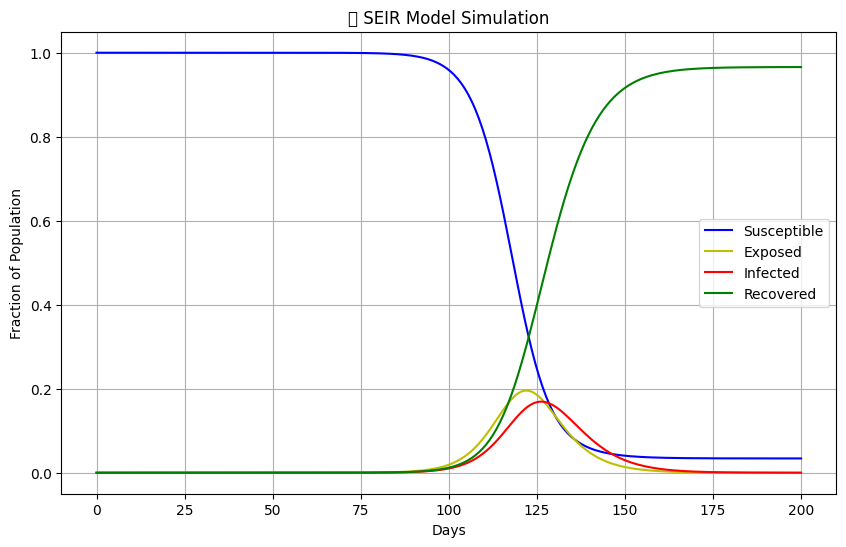 SEIR Model Simulation
Fraction of Population
1.0
0.8
0.6
0.4
0.2
0.0
Susceptible
Exposed
Infected
Recovered
0 25 50 75 100 125 150 175 200
Days